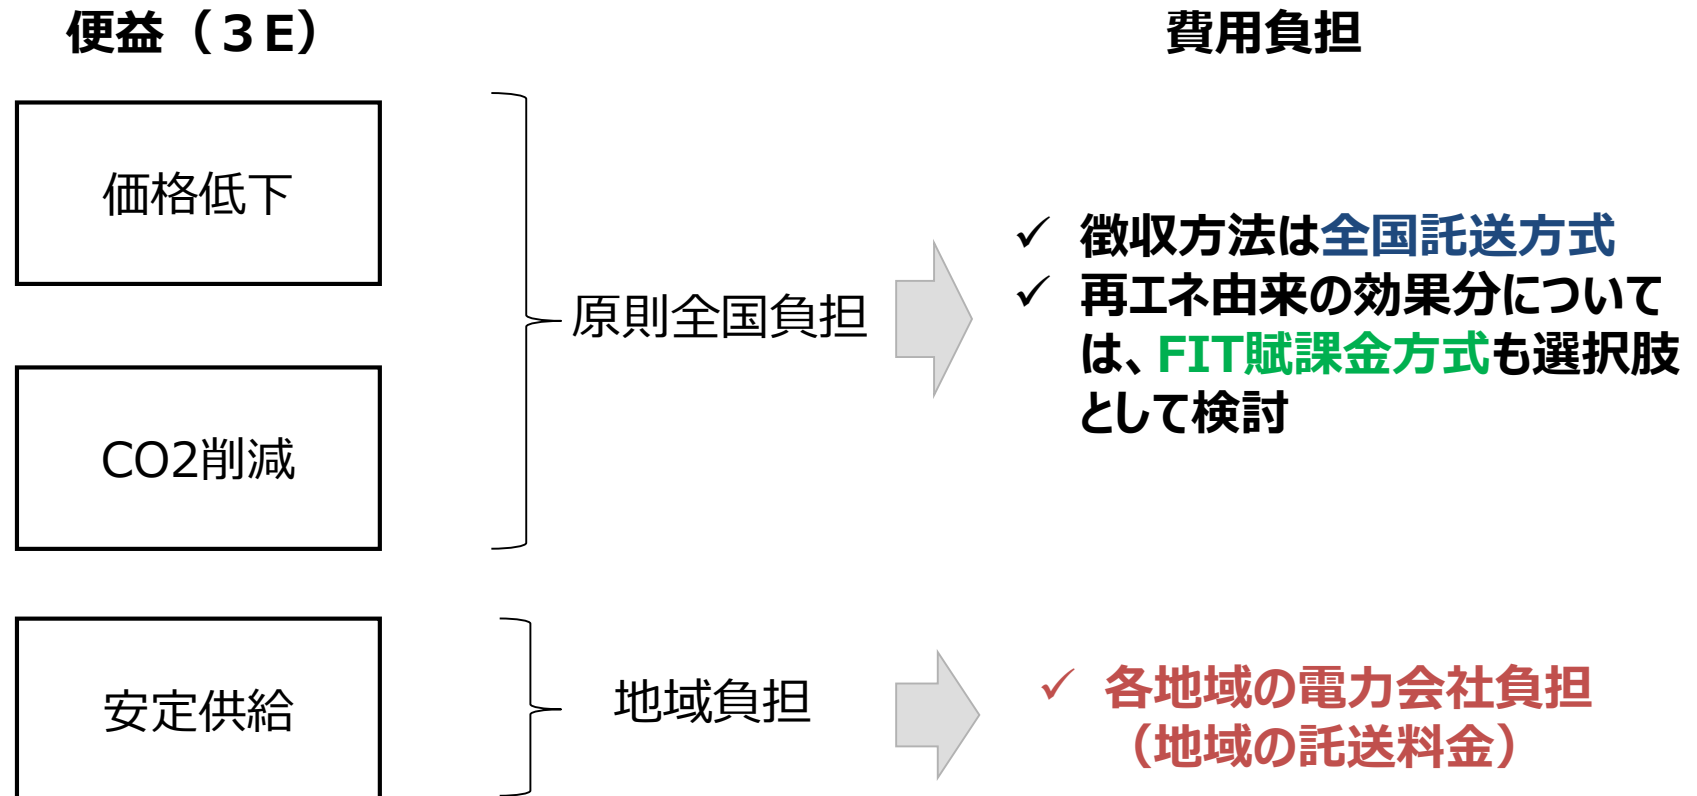 便益（３E）
費用負担
価格低下
CO2削減
原則全国負担
✓ 徴収方法は全国託送方式
✓ 再エネ由来の効果分について
は、FIT賦課金方式も選択肢
として検討
安定供給
地域負担
✓ 各地域の電力会社負担
（地域の託送料金）